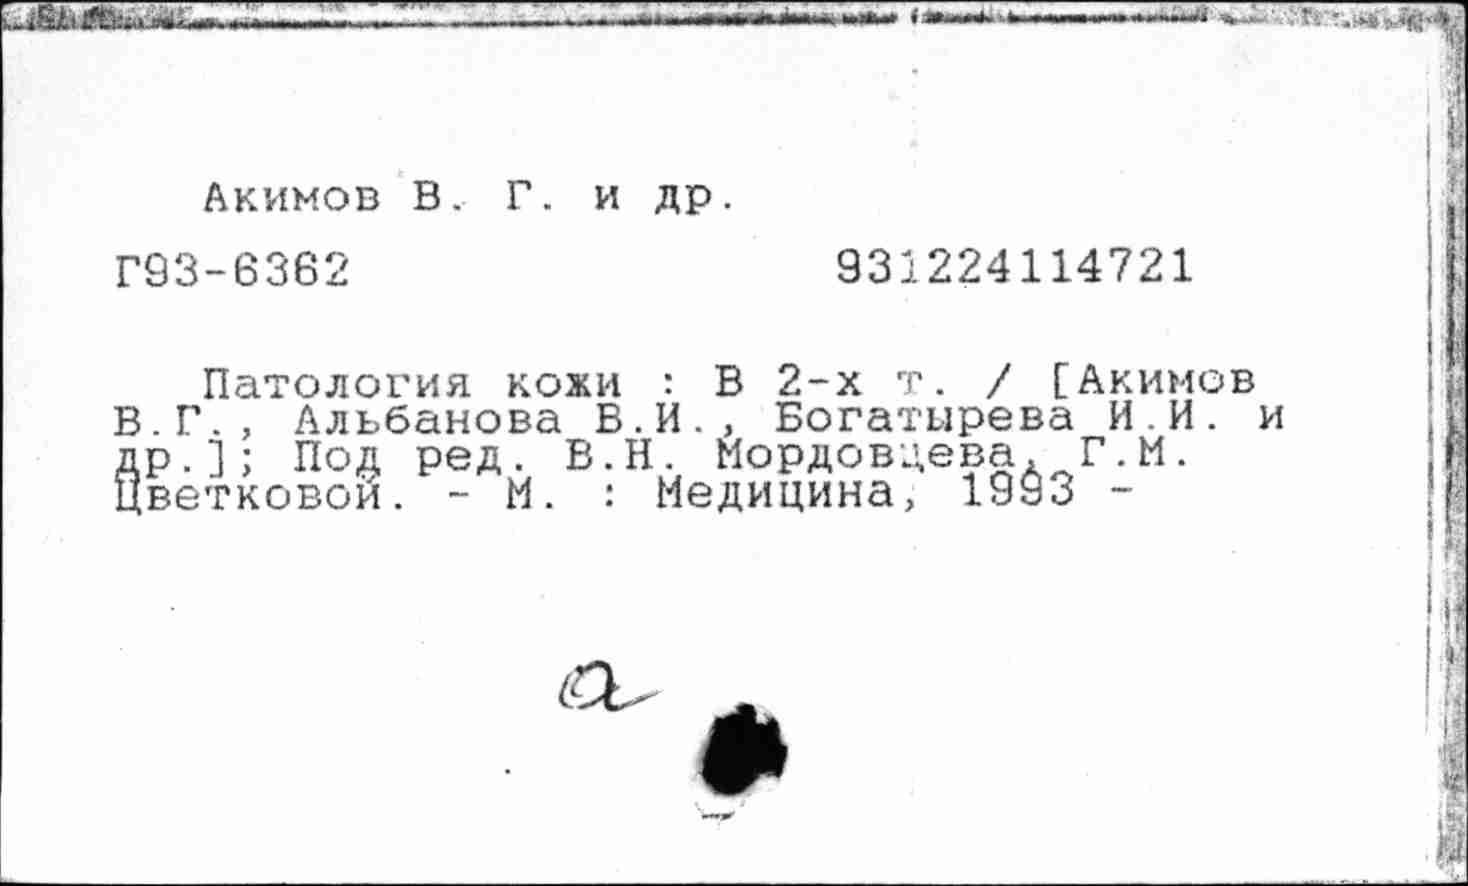 Акимов В. Г. и др.
Г93-6362 931224114721
Патология кожи : В 2-х т. / [Акимов
В.Г., Альбанова В.И., Богатырева И.И. и
др.]; Под ред. В.Н. Мордовцева, Г.М.
Цветковой. - М. : Медицина, 1993 -
а